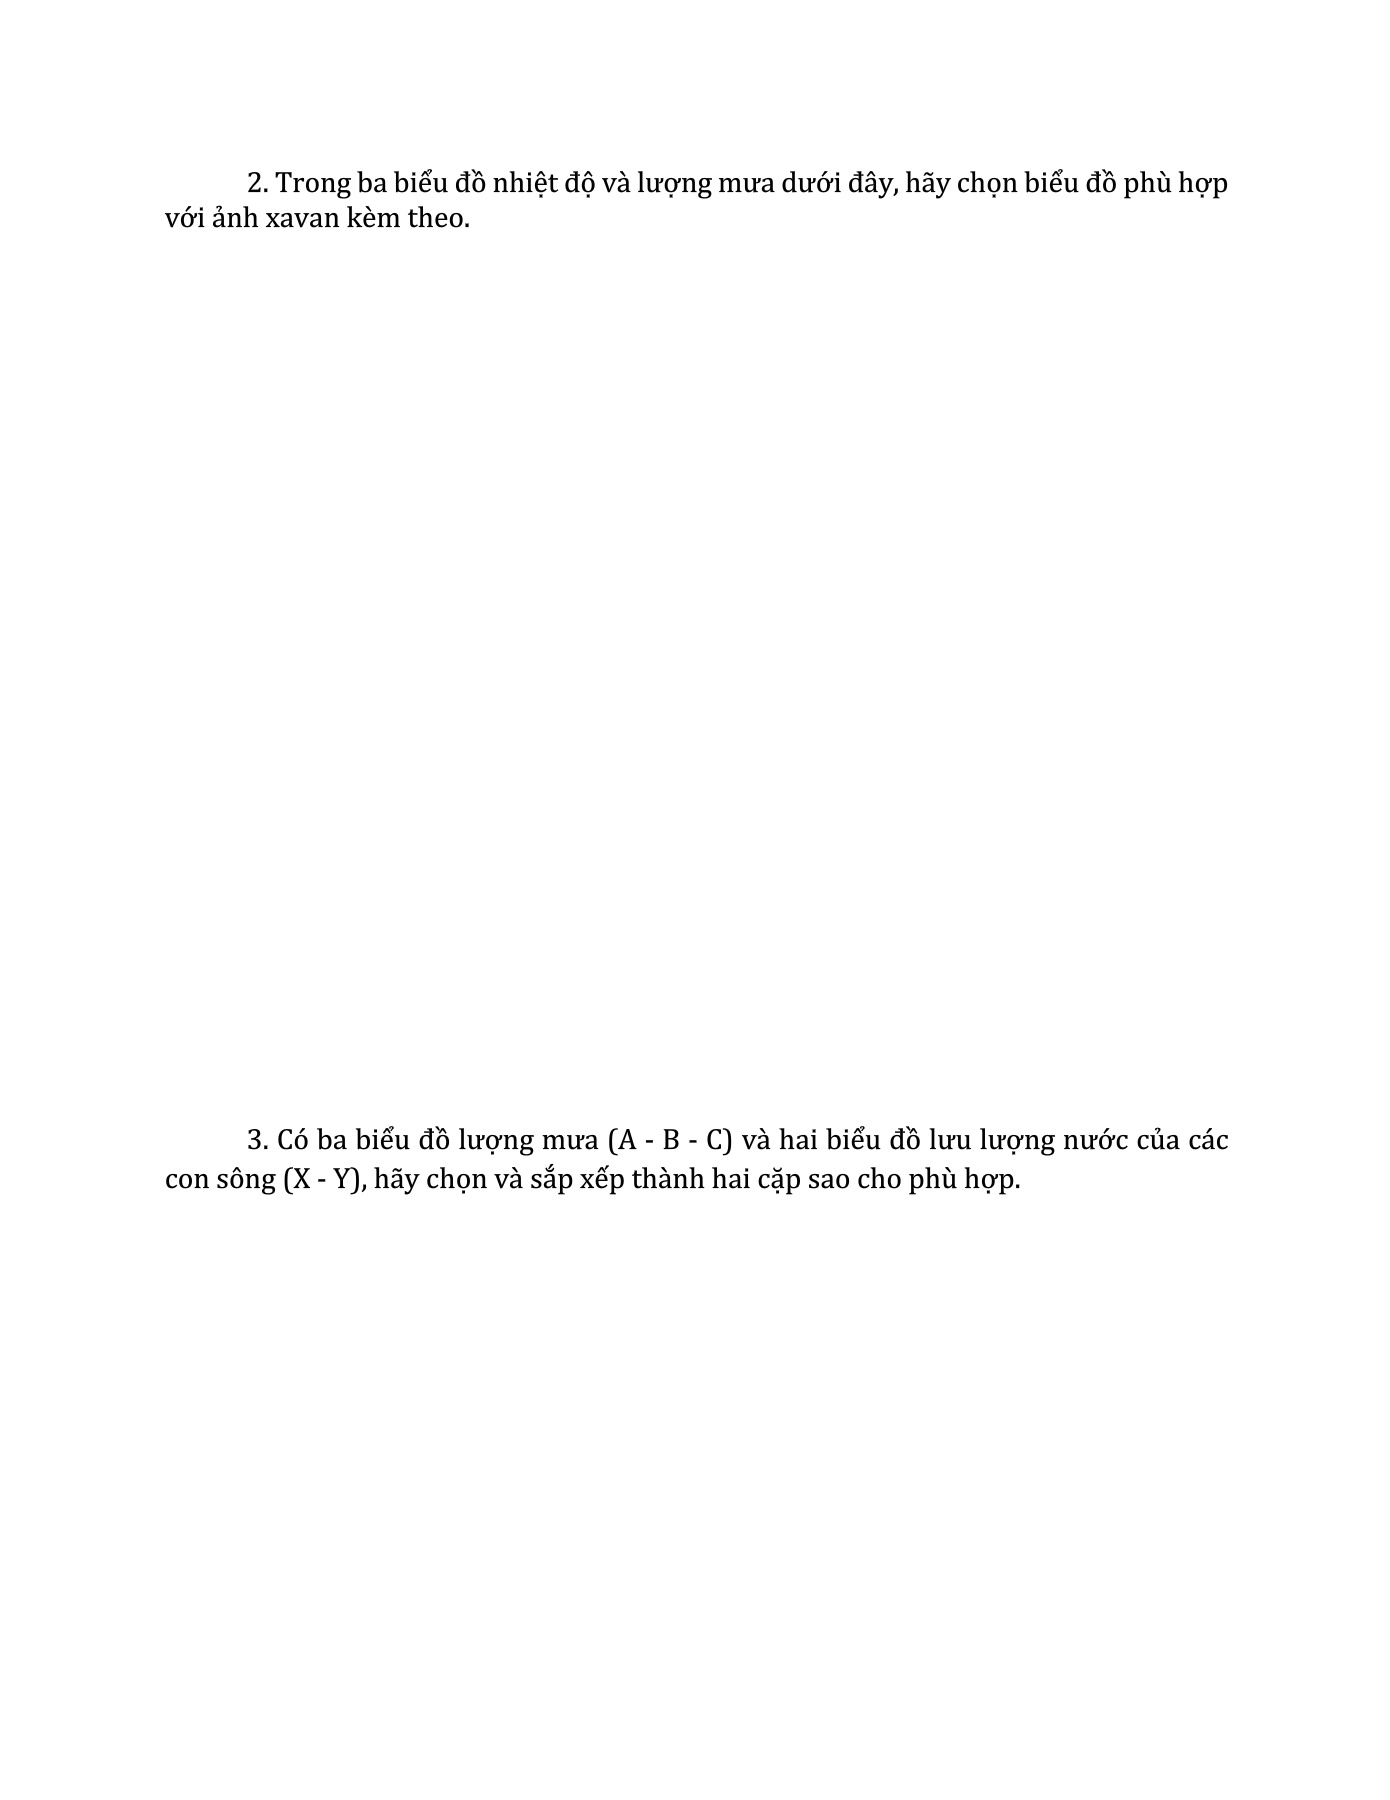 2. Trong ba biểu đồ nhiệt độ và lượng mưa dưới đây, hãy chọn biểu đồ phù hợp
với ảnh xavan kèm theo.
3. Có ba biểu đồ lượng mưa (A - B - C) và hai biểu đồ lưu lượng nước của các
con sông (X - Y), hãy chọn và sắp xếp thành hai cặp sao cho phù hợp.